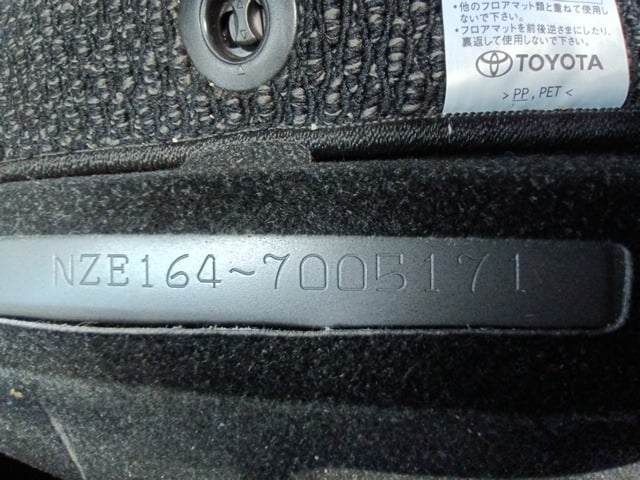 ・他のフロアマット類と重ねて使用し
ないで下さい。
・フロアマットを前後逆さまにしたり、
裏返して使用しないで下さい。
TOYOTA
>PP,PET<
NZE164~7005171